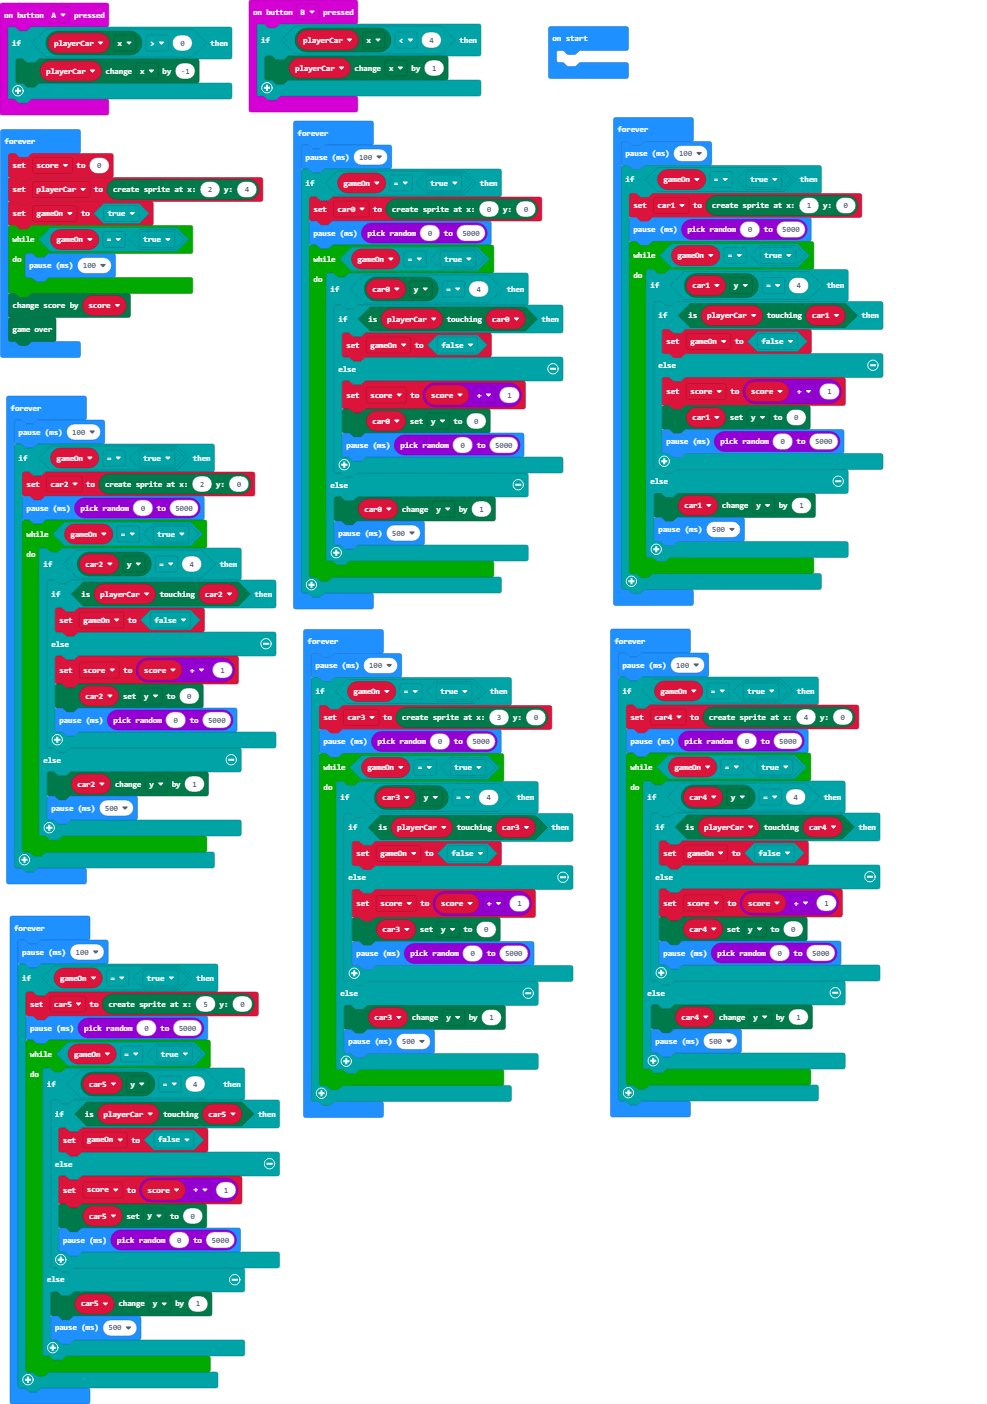 on button A pressed
if playerCar x > 0 then
playerCar change x by -1
on button B pressed
if playerCar x < 4 then
playerCar change x by 1
on start
forever
set score to 0
set playerCar to create sprite at x: 2 y: 4
set gameOn to true
while gameOn = true
do pause (ms) 100
change score by score
game over
forever
pause (ms) 100
if gameOn = true then
set car0 to create sprite at x: 0 y: 0
pause (ms) pick random 0 to 5000
while gameOn = true
do
if car0 y = 4 then
if is playerCar touching car0 then
set gameOn to false
else
set score to score + 1
car0 set y to 0
pause (ms) pick random 0 to 5000
else
car0 change y by 1
pause (ms) 500
forever
pause (ms) 100
if gameOn = true then
set car1 to create sprite at x: 1 y: 0
pause (ms) pick random 0 to 5000
while gameOn = true
do
if car1 y = 4 then
if is playerCar touching car1 then
set gameOn to false
else
set score to score + 1
car1 set y to 0
pause (ms) pick random 0 to 5000
else
car1 change y by 1
pause (ms) 500
forever
pause (ms) 100
if gameOn = true then
set car2 to create sprite at x: 2 y: 0
pause (ms) pick random 0 to 5000
while gameOn = true
do
if car2 y = 4 then
if is playerCar touching car2 then
set gameOn to false
else
set score to score + 1
car2 set y to 0
pause (ms) pick random 0 to 5000
else
car2 change y by 1
pause (ms) 500
forever
pause (ms) 100
if gameOn = true then
set car3 to create sprite at x: 3 y: 0
pause (ms) pick random 0 to 5000
while gameOn = true
do
if car3 y = 4 then
if is playerCar touching car3 then
set gameOn to false
else
set score to score + 1
car3 set y to 0
pause (ms) pick random 0 to 5000
else
car3 change y by 1
pause (ms) 500
forever
pause (ms) 100
if gameOn = true then
set car4 to create sprite at x: 4 y: 0
pause (ms) pick random 0 to 5000
while gameOn = true
do
if car4 y = 4 then
if is playerCar touching car4 then
set gameOn to false
else
set score to score + 1
car4 set y to 0
pause (ms) pick random 0 to 5000
else
car4 change y by 1
pause (ms) 500
forever
pause (ms) 100
if gameOn = true then
set car5 to create sprite at x: 5 y: 0
pause (ms) pick random 0 to 5000
while gameOn = true
do
if car5 y = 4 then
if is playerCar touching car5 then
set gameOn to false
else
set score to score + 1
car5 set y to 0
pause (ms) pick random 0 to 5000
else
car5 change y by 1
pause (ms) 500